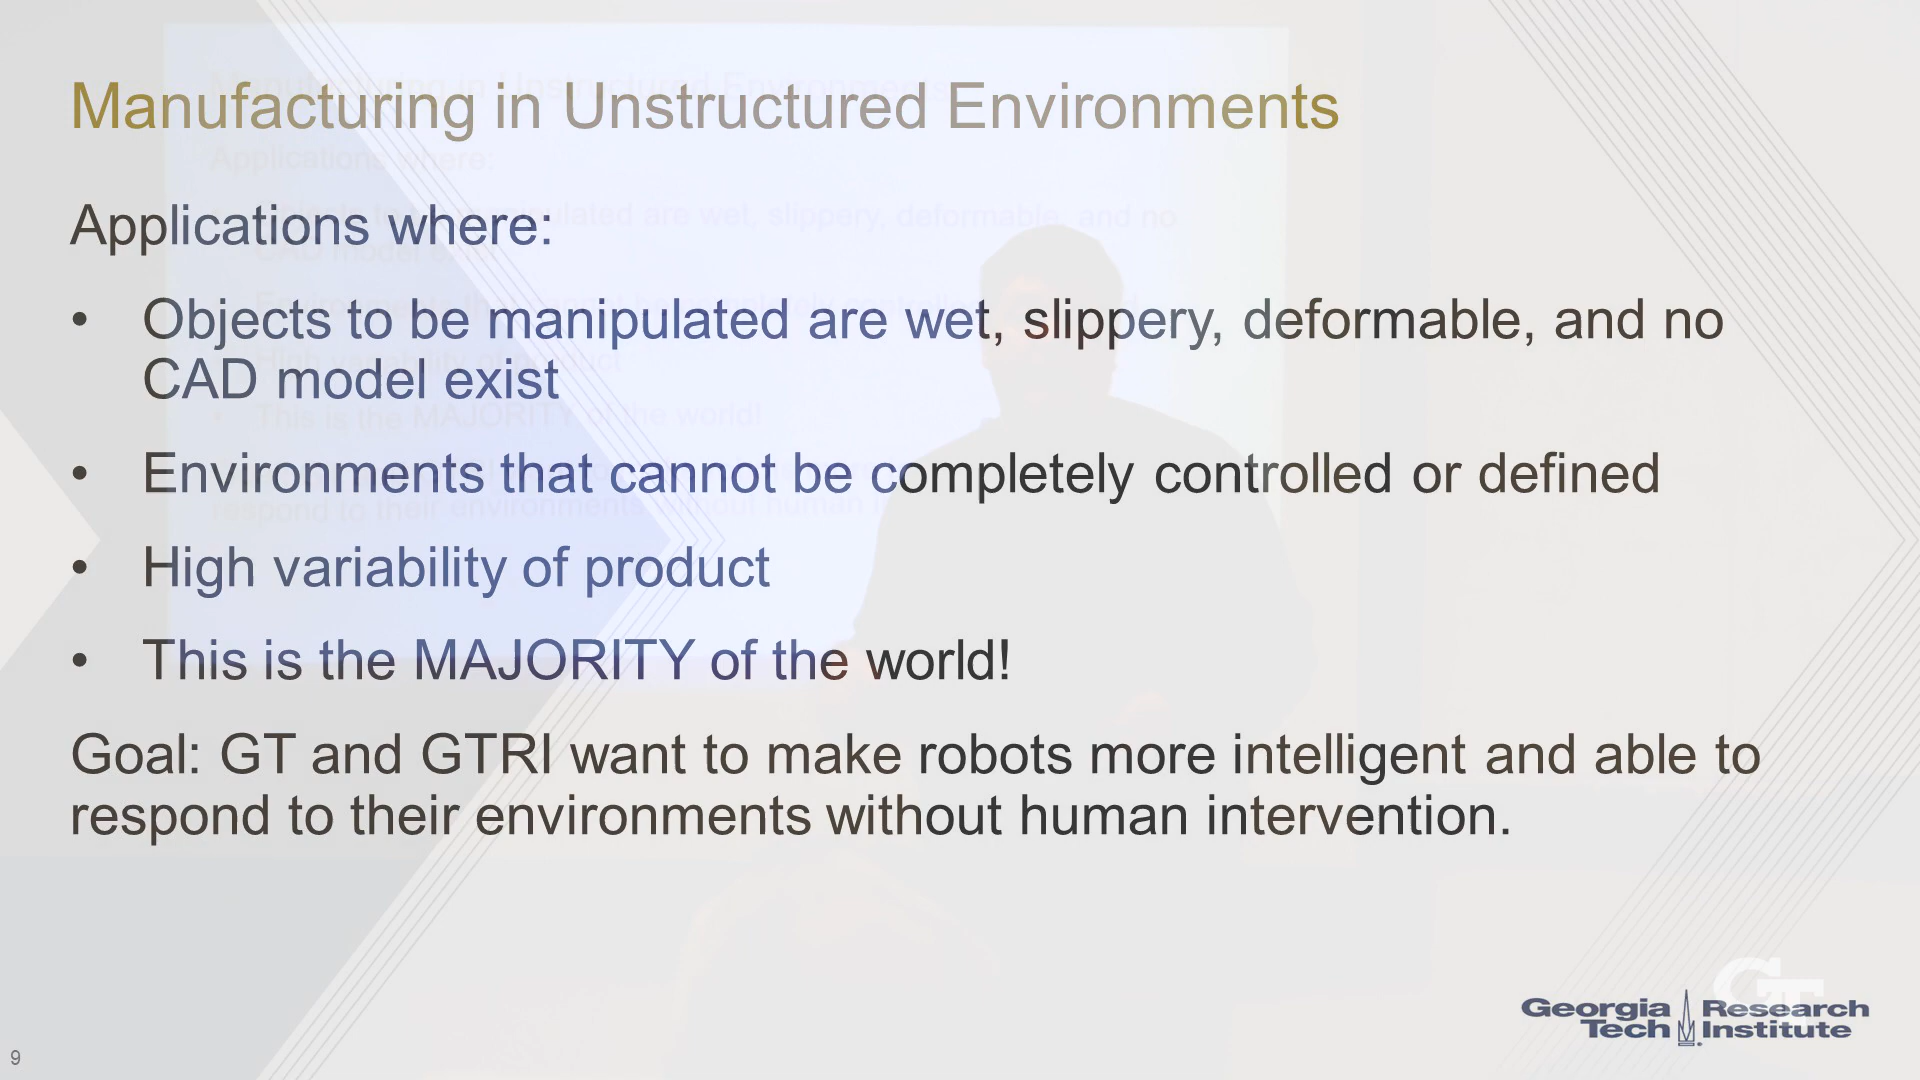 Manufacturing in Unstructured Environments
Applications where:
• Objects to be manipulated are wet, slippery, deformable, and no
CAD model exist
• Environments that cannot be completely controlled or defined
• High variability of product
• This is the MAJORITY of the world!
Goal: GT and GTRI want to make robots more intelligent and able to
respond to their environments without human intervention.
GT
Georgia Research
Tech Institute
9